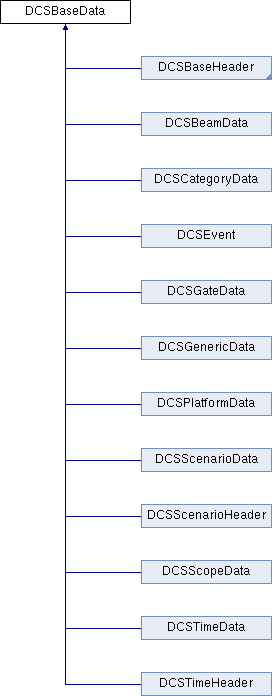 DCSBaseData
DCSBaseHeader
DCSBeamData
DCSCategoryData
DCSEvent
DCSGateData
DCSGenericData
DCSPlatformData
DCSScenarioData
DCSScenarioHeader
DCSScopeData
DCSTimeData
DCSTimeHeader